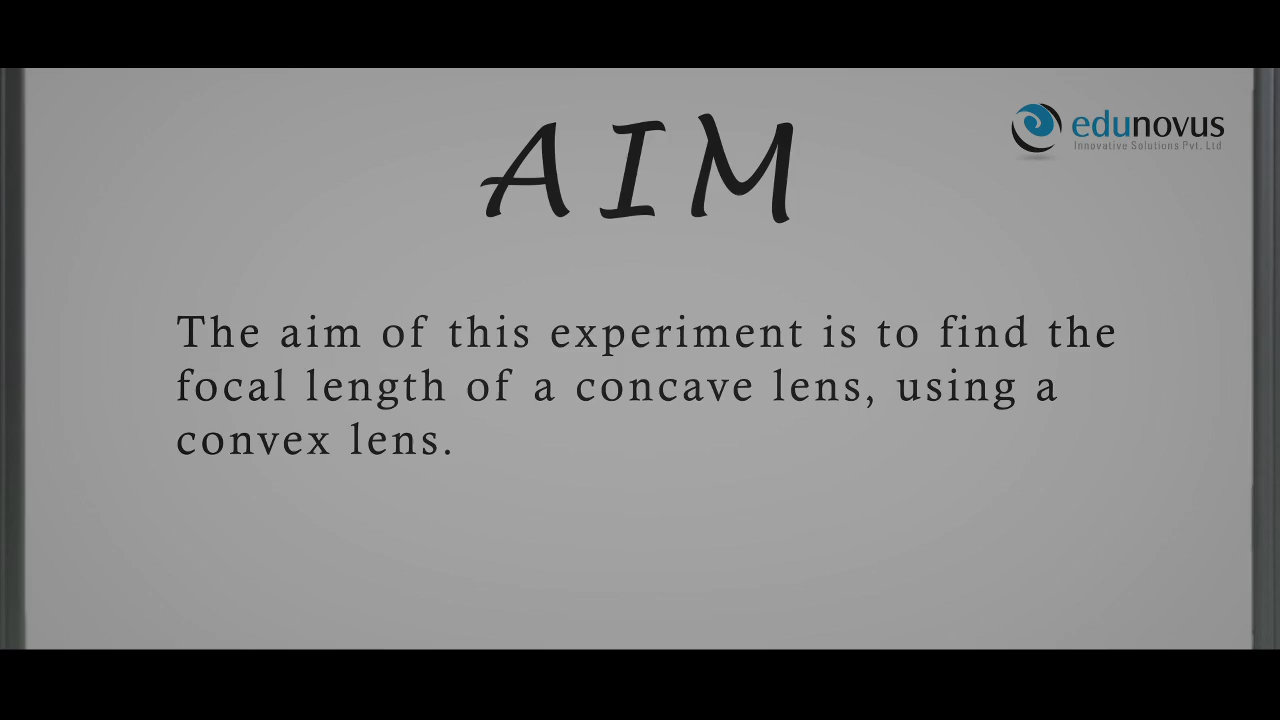 AIM
edunovus
Innovative Solutions Pvt. Ltd
The aim of this experiment is to find the
focal length of a concave lens, using a
convex lens.